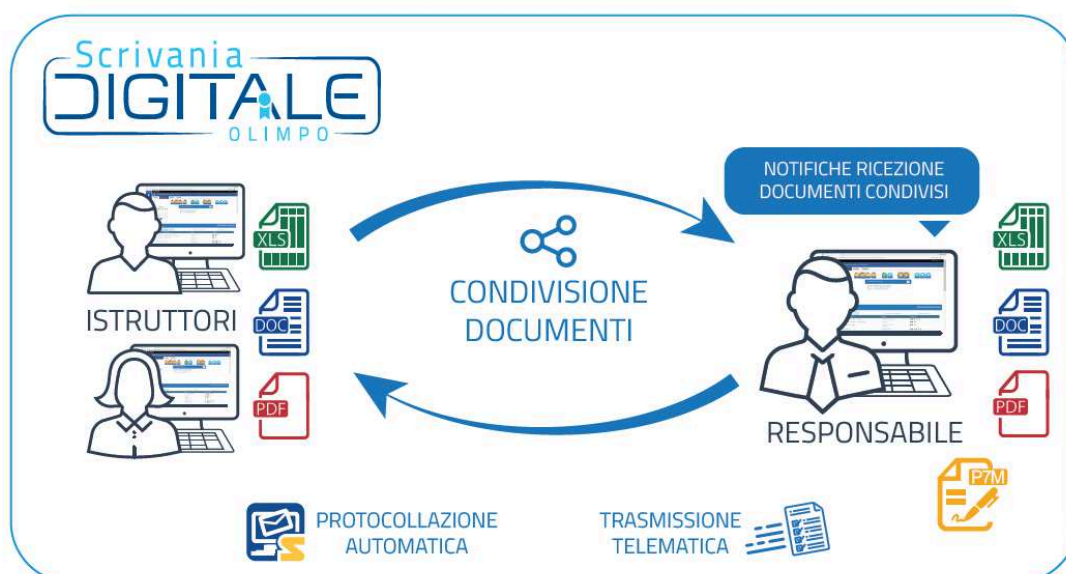 Scrivania
DIGITALE
OLIMPO
NOTIFICHE RICEZIONE
DOCUMENTI CONDIVISI
XLS
ISTRUTTORI
DOC
PDF
CONDIVISIONE
DOCUMENTI
XLS
DOC
PDF
RESPONSABILE
P7M
PROTOCOLLAZIONE
AUTOMATICA
TRASMISSIONE
TELEMATICA